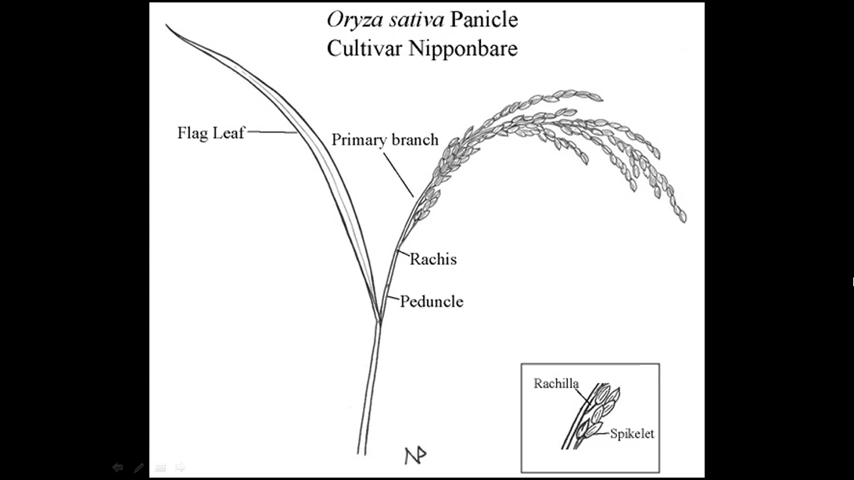 Oryza sativa Panicle
Cultivar Nipponbare
Flag Leaf
Primary branch
Rachis
Peduncle
Rachilla
Spikelet
NP